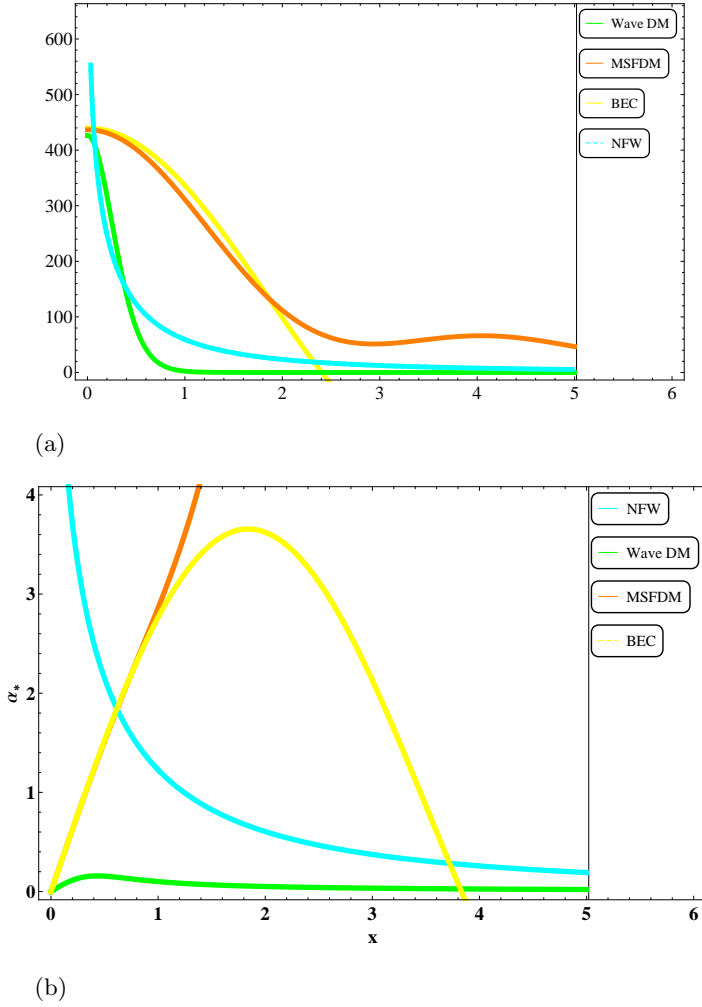 600
500
400
300
200
100
0
0 1 2 3 4 5 6
Wave DM
MSFDM
BEC
NFW
(a)
4
3
2
1
0
α*
0 1 2 3 4 5 6
x
NFW
Wave DM
MSFDM
BEC
(b)